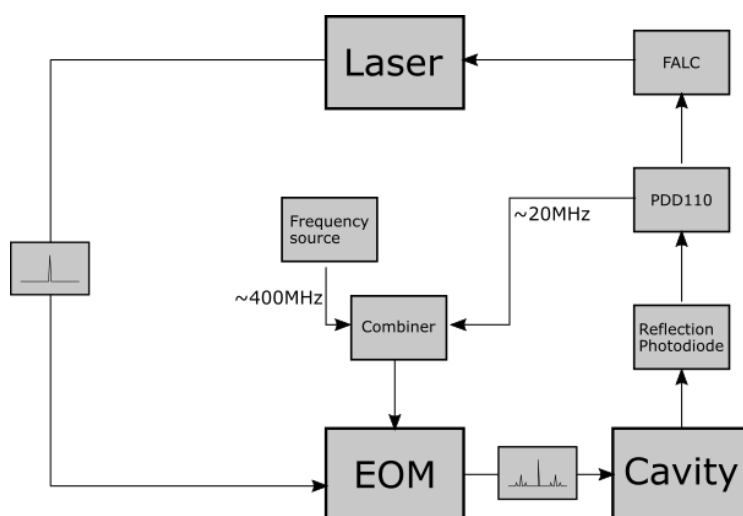 Laser
FALC
PDD110
~20MHz
Frequency
source
~400MHz
Combiner
Reflection
Photodiode
EOM
Cavity